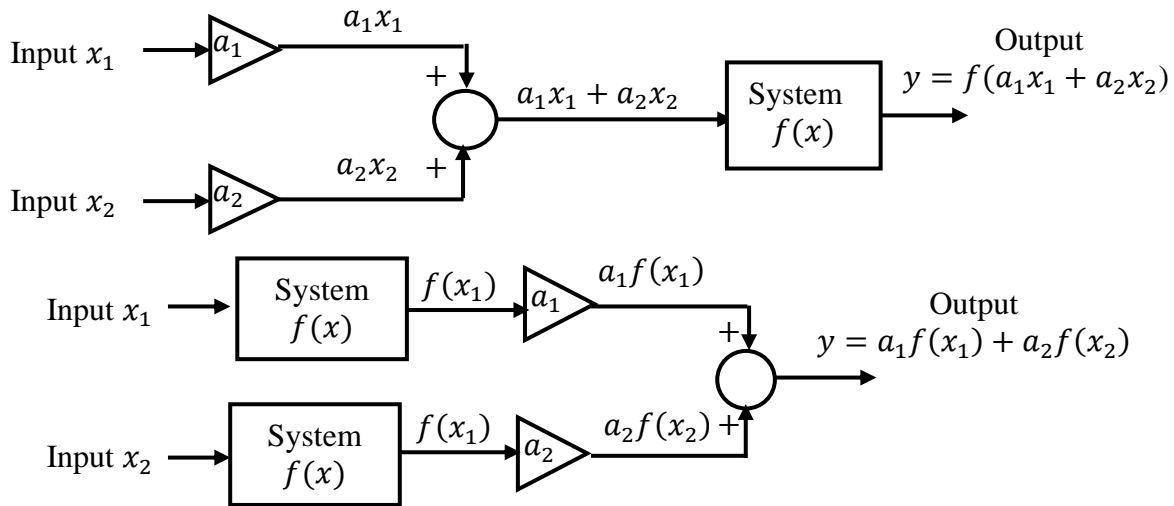 a₁x₁
Input x₁
a₁
+
Output
y = f(a₁x₁ + a₂x₂)
a₁x₁ + a₂x₂
System
f(x)
a₂x₂
+
Input x₂
a₂
Input x₁
System
f(x)
f(x₁)
a₁
a₁f(x₁)
+
Output
y = a₁f(x₁) + a₂f(x₂)
Input x₂
System
f(x)
f(x₁)
a₂
a₂f(x₂)
+